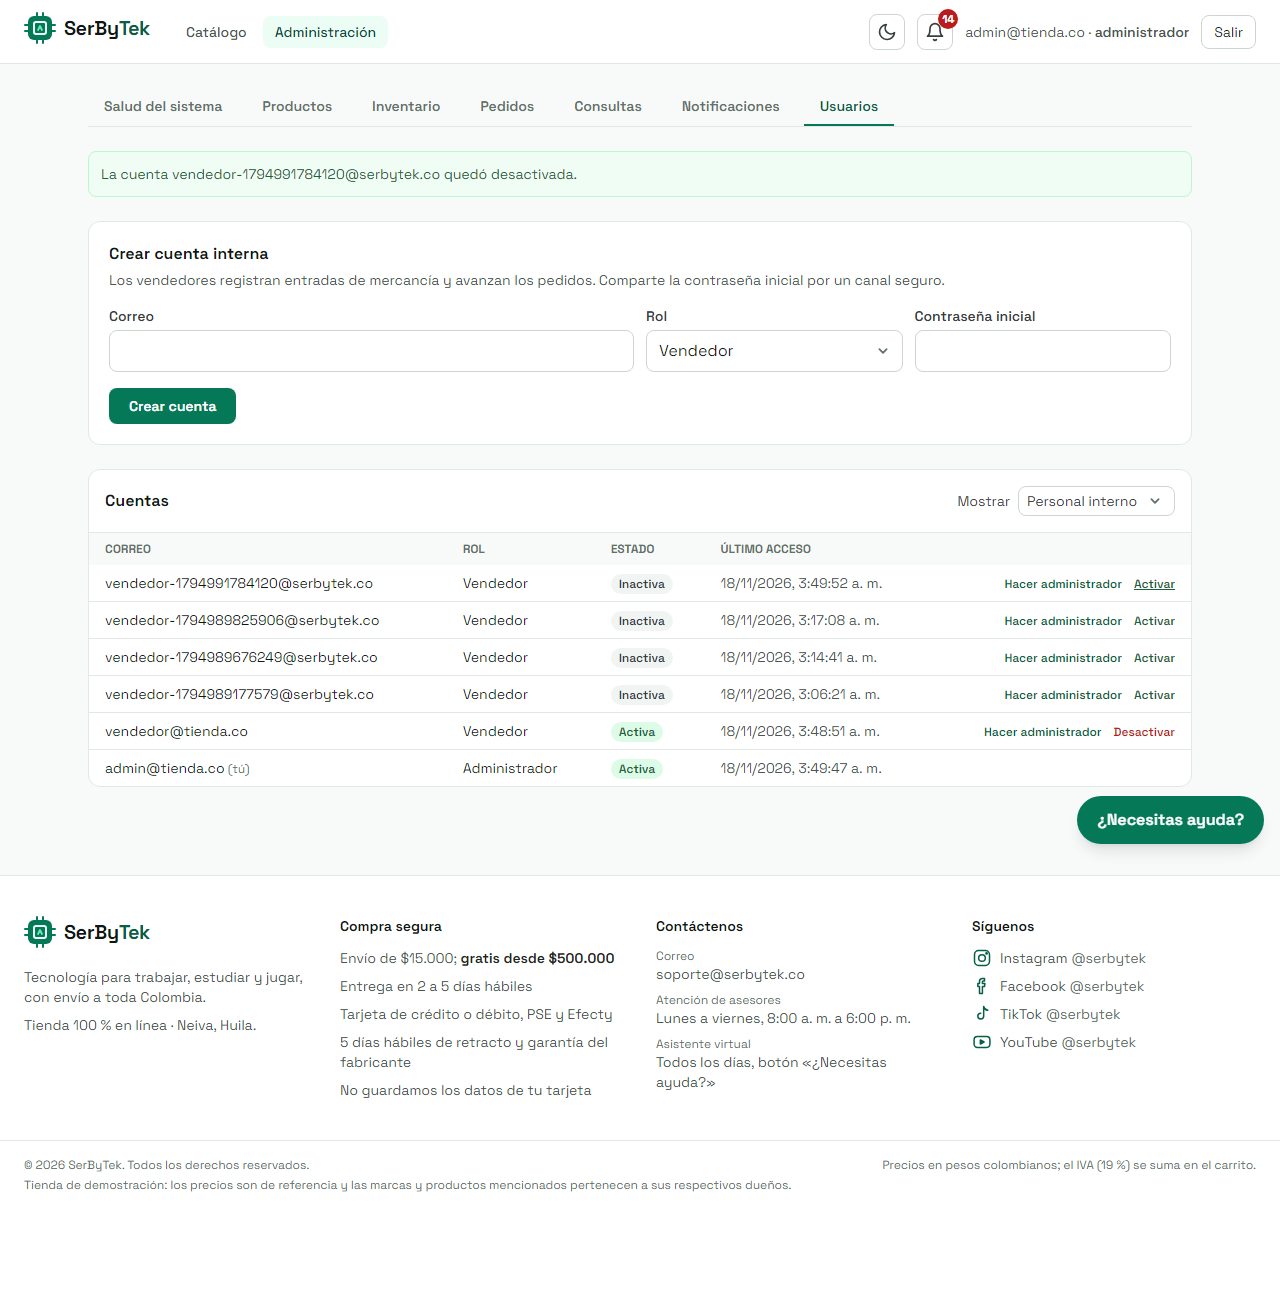 SerByTek
Catálogo
Administración
14
admin@tienda.co · administrador
Salir
Salud del sistema
Productos
Inventario
Pedidos
Consultas
Notificaciones
Usuarios
La cuenta vendedor-1794991784120@serbytek.co quedó desactivada.
Crear cuenta interna
Los vendedores registran entradas de mercancía y avanzan los pedidos. Comparte la contraseña inicial por un canal seguro.
Correo
Rol
Contraseña inicial
Vendedor
Crear cuenta
Cuentas
Mostrar
Personal interno
CORREO ROL ESTADO ÚLTIMO ACCESO
vendedor-1794991784120@serbytek.co Vendedor Inactiva 18/11/2026, 3:49:52 a. m. Hacer administrador Activar
vendedor-1794989825906@serbytek.co Vendedor Inactiva 18/11/2026, 3:17:08 a. m. Hacer administrador Activar
vendedor-1794989676249@serbytek.co Vendedor Inactiva 18/11/2026, 3:14:41 a. m. Hacer administrador Activar
vendedor-1794989177579@serbytek.co Vendedor Inactiva 18/11/2026, 3:06:21 a. m. Hacer administrador Activar
vendedor@tienda.co Vendedor Activa 18/11/2026, 3:48:51 a. m. Hacer administrador Desactivar
admin@tienda.co (tú) Administrador Activa 18/11/2026, 3:49:47 a. m.
¿Necesitas ayuda?
SerByTek
Tecnología para trabajar, estudiar y jugar,
con envío a toda Colombia.
Tienda 100 % en línea · Neiva, Huila.
Compra segura
Envío de $15.000; gratis desde $500.000
Entrega en 2 a 5 días hábiles
Tarjeta de crédito o débito, PSE y Efecty
5 días hábiles de retracto y garantía del
fabricante
No guardamos los datos de tu tarjeta
Contáctenos
Correo
soporte@serbytek.co
Atención de asesores
Lunes a viernes, 8:00 a. m. a 6:00 p. m.
Asistente virtual
Todos los días, botón «¿Necesitas
ayuda?»
Síguenos
Instagram @serbytek
Facebook @serbytek
TikTok @serbytek
YouTube @serbytek
© 2026 SerByTek. Todos los derechos reservados.
Precios en pesos colombianos; el IVA (19 %) se suma en el carrito.
Tienda de demostración: los precios son de referencia y las marcas y productos mencionados pertenecen a sus respectivos dueños.